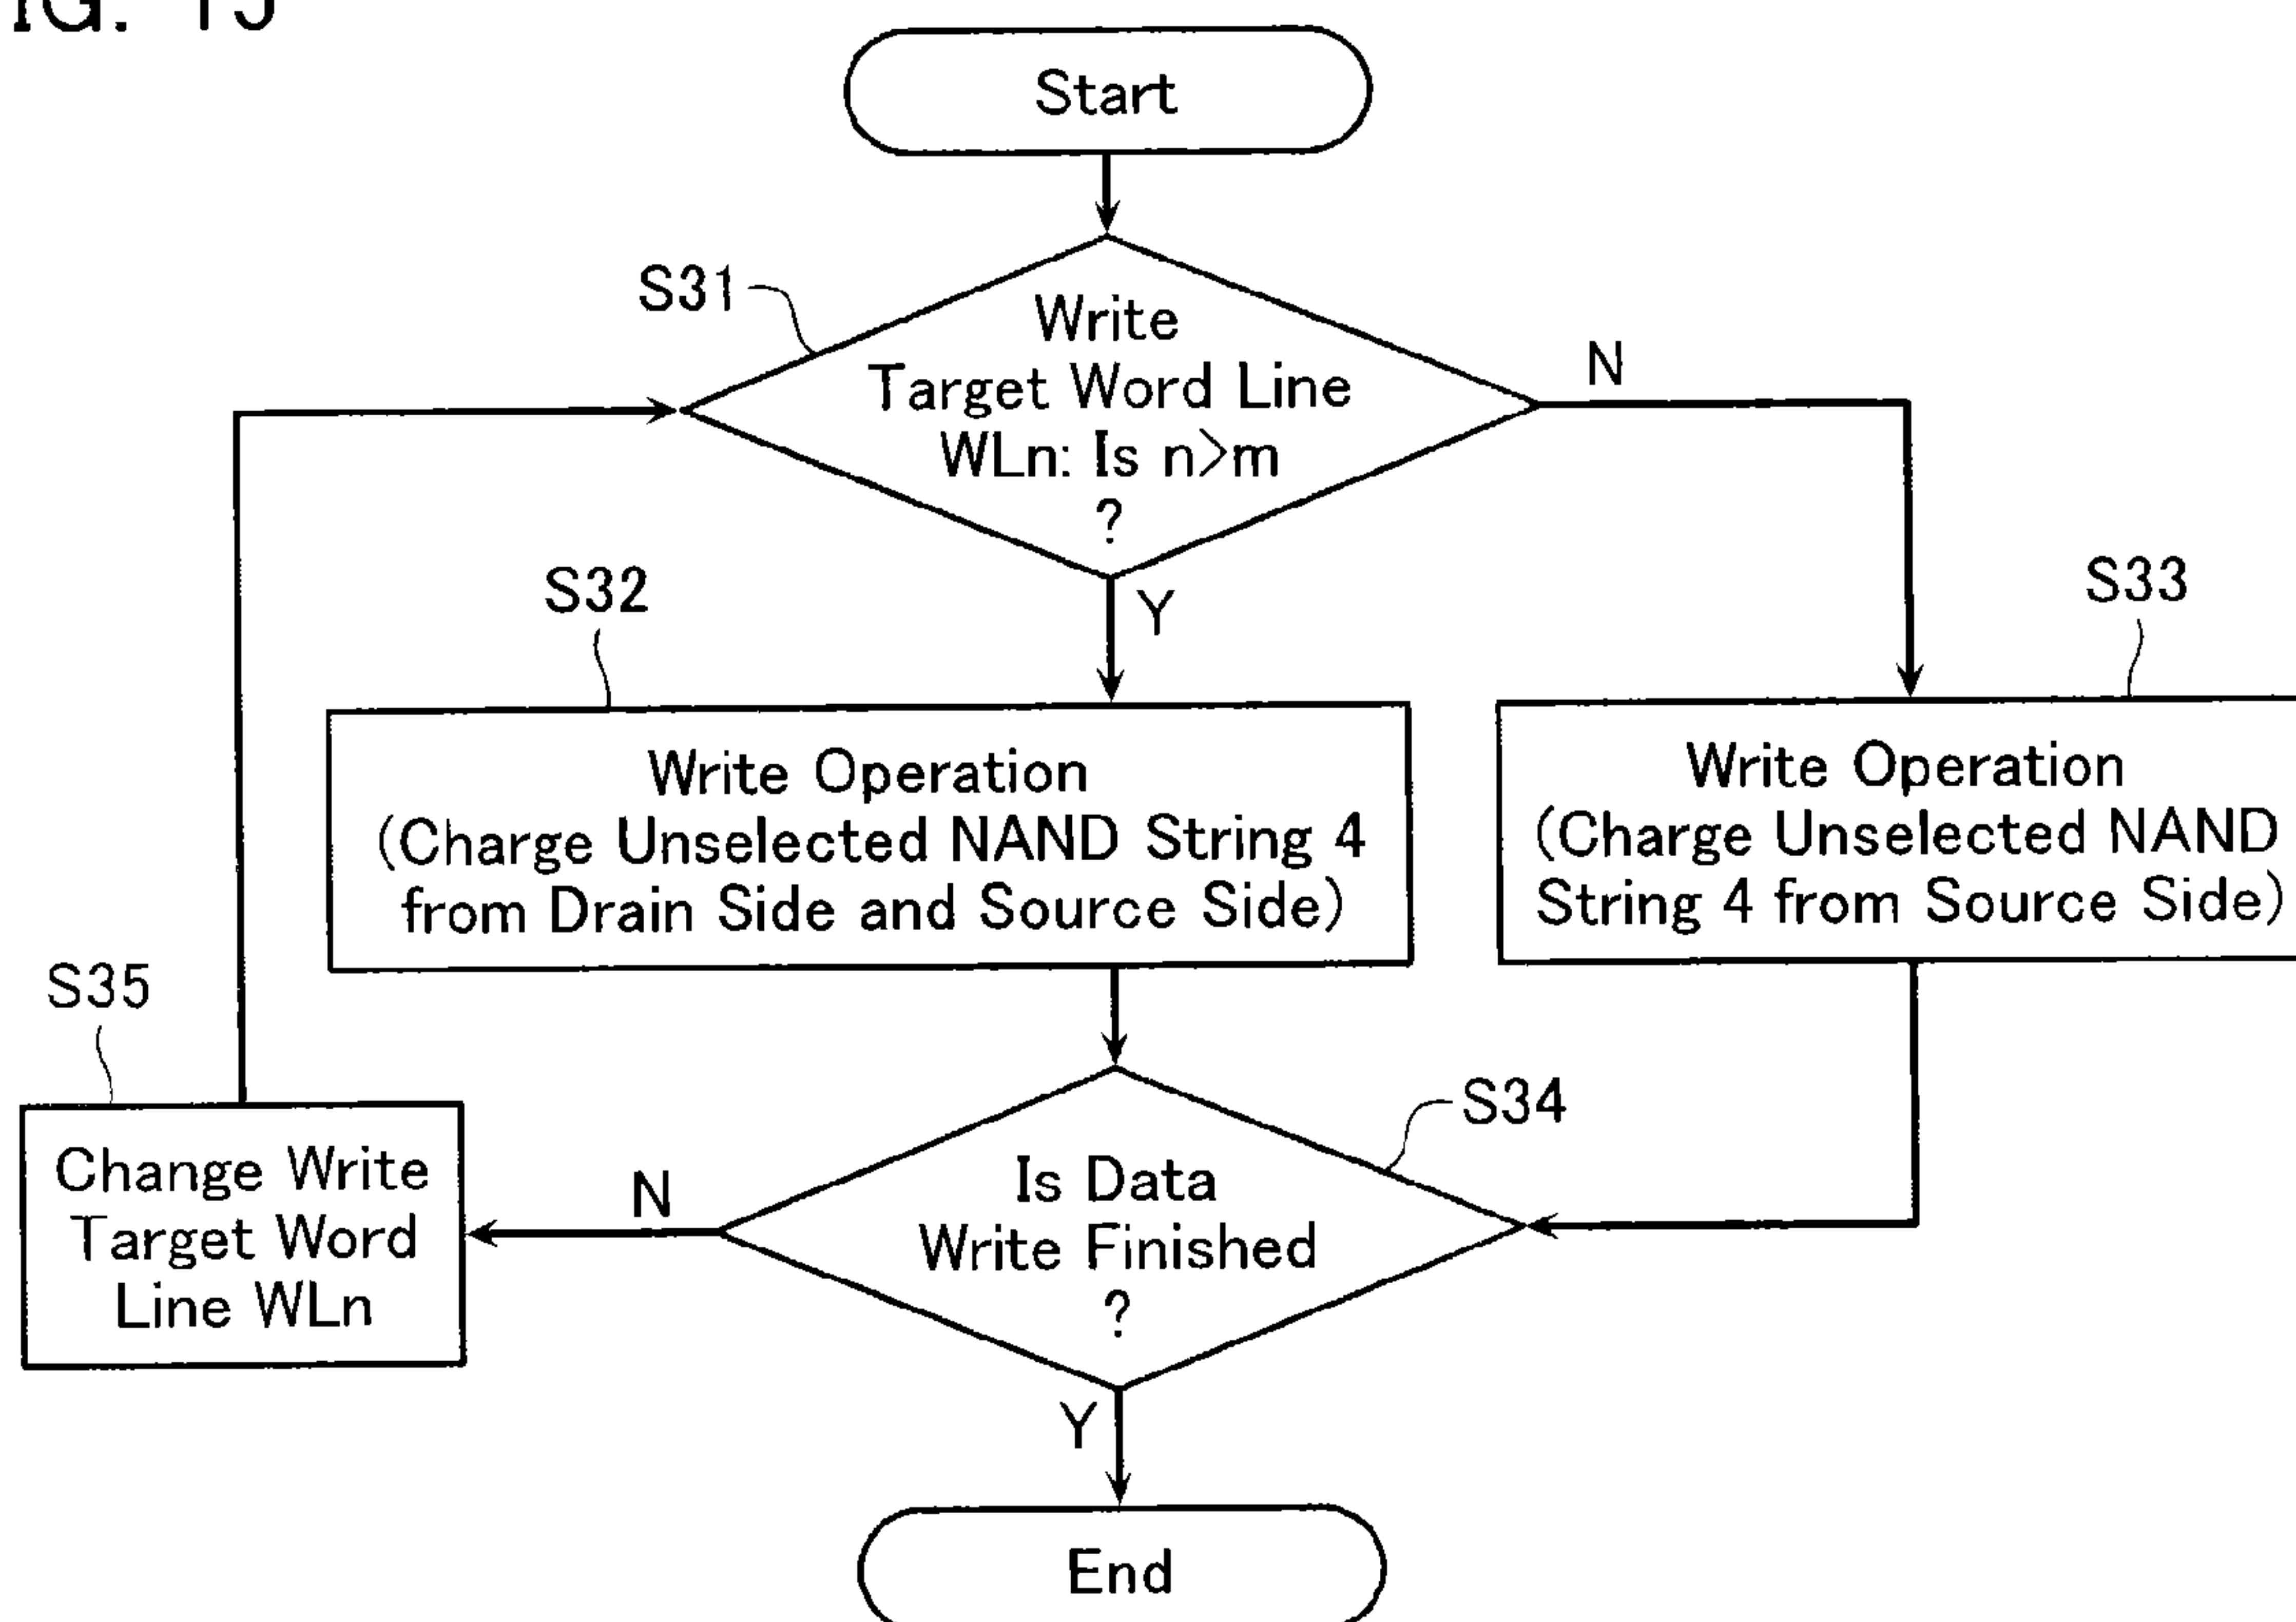 Start
S31
Write
Target Word Line
WLn: Is n>m
?
N
Y
S32
Write Operation
(Charge Unselected NAND String 4
from Drain Side and Source Side)
S33
Write Operation
(Charge Unselected NAND
String 4 from Source Side)
S34
Is Data
Write Finished
?
N
Y
S35
Change Write
Target Word
Line WLn
End